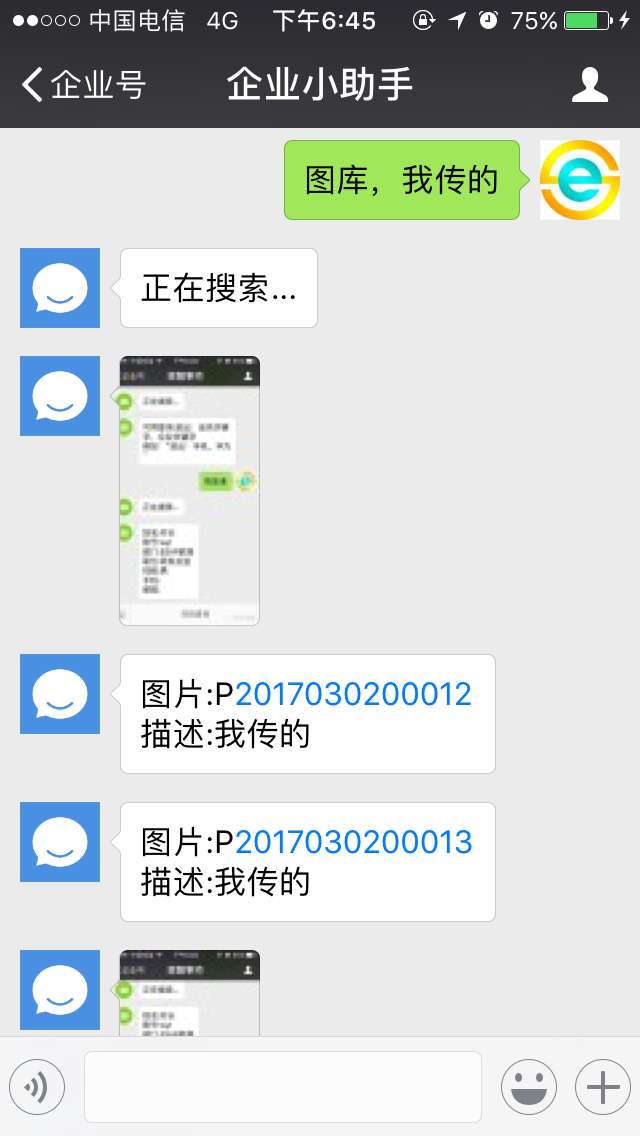 中国电信 4G 下午6:45 75%
企业号 企业小助手
图库，我传的
正在搜索...
图片:P2017030200012
描述:我传的
图片:P2017030200013
描述:我传的